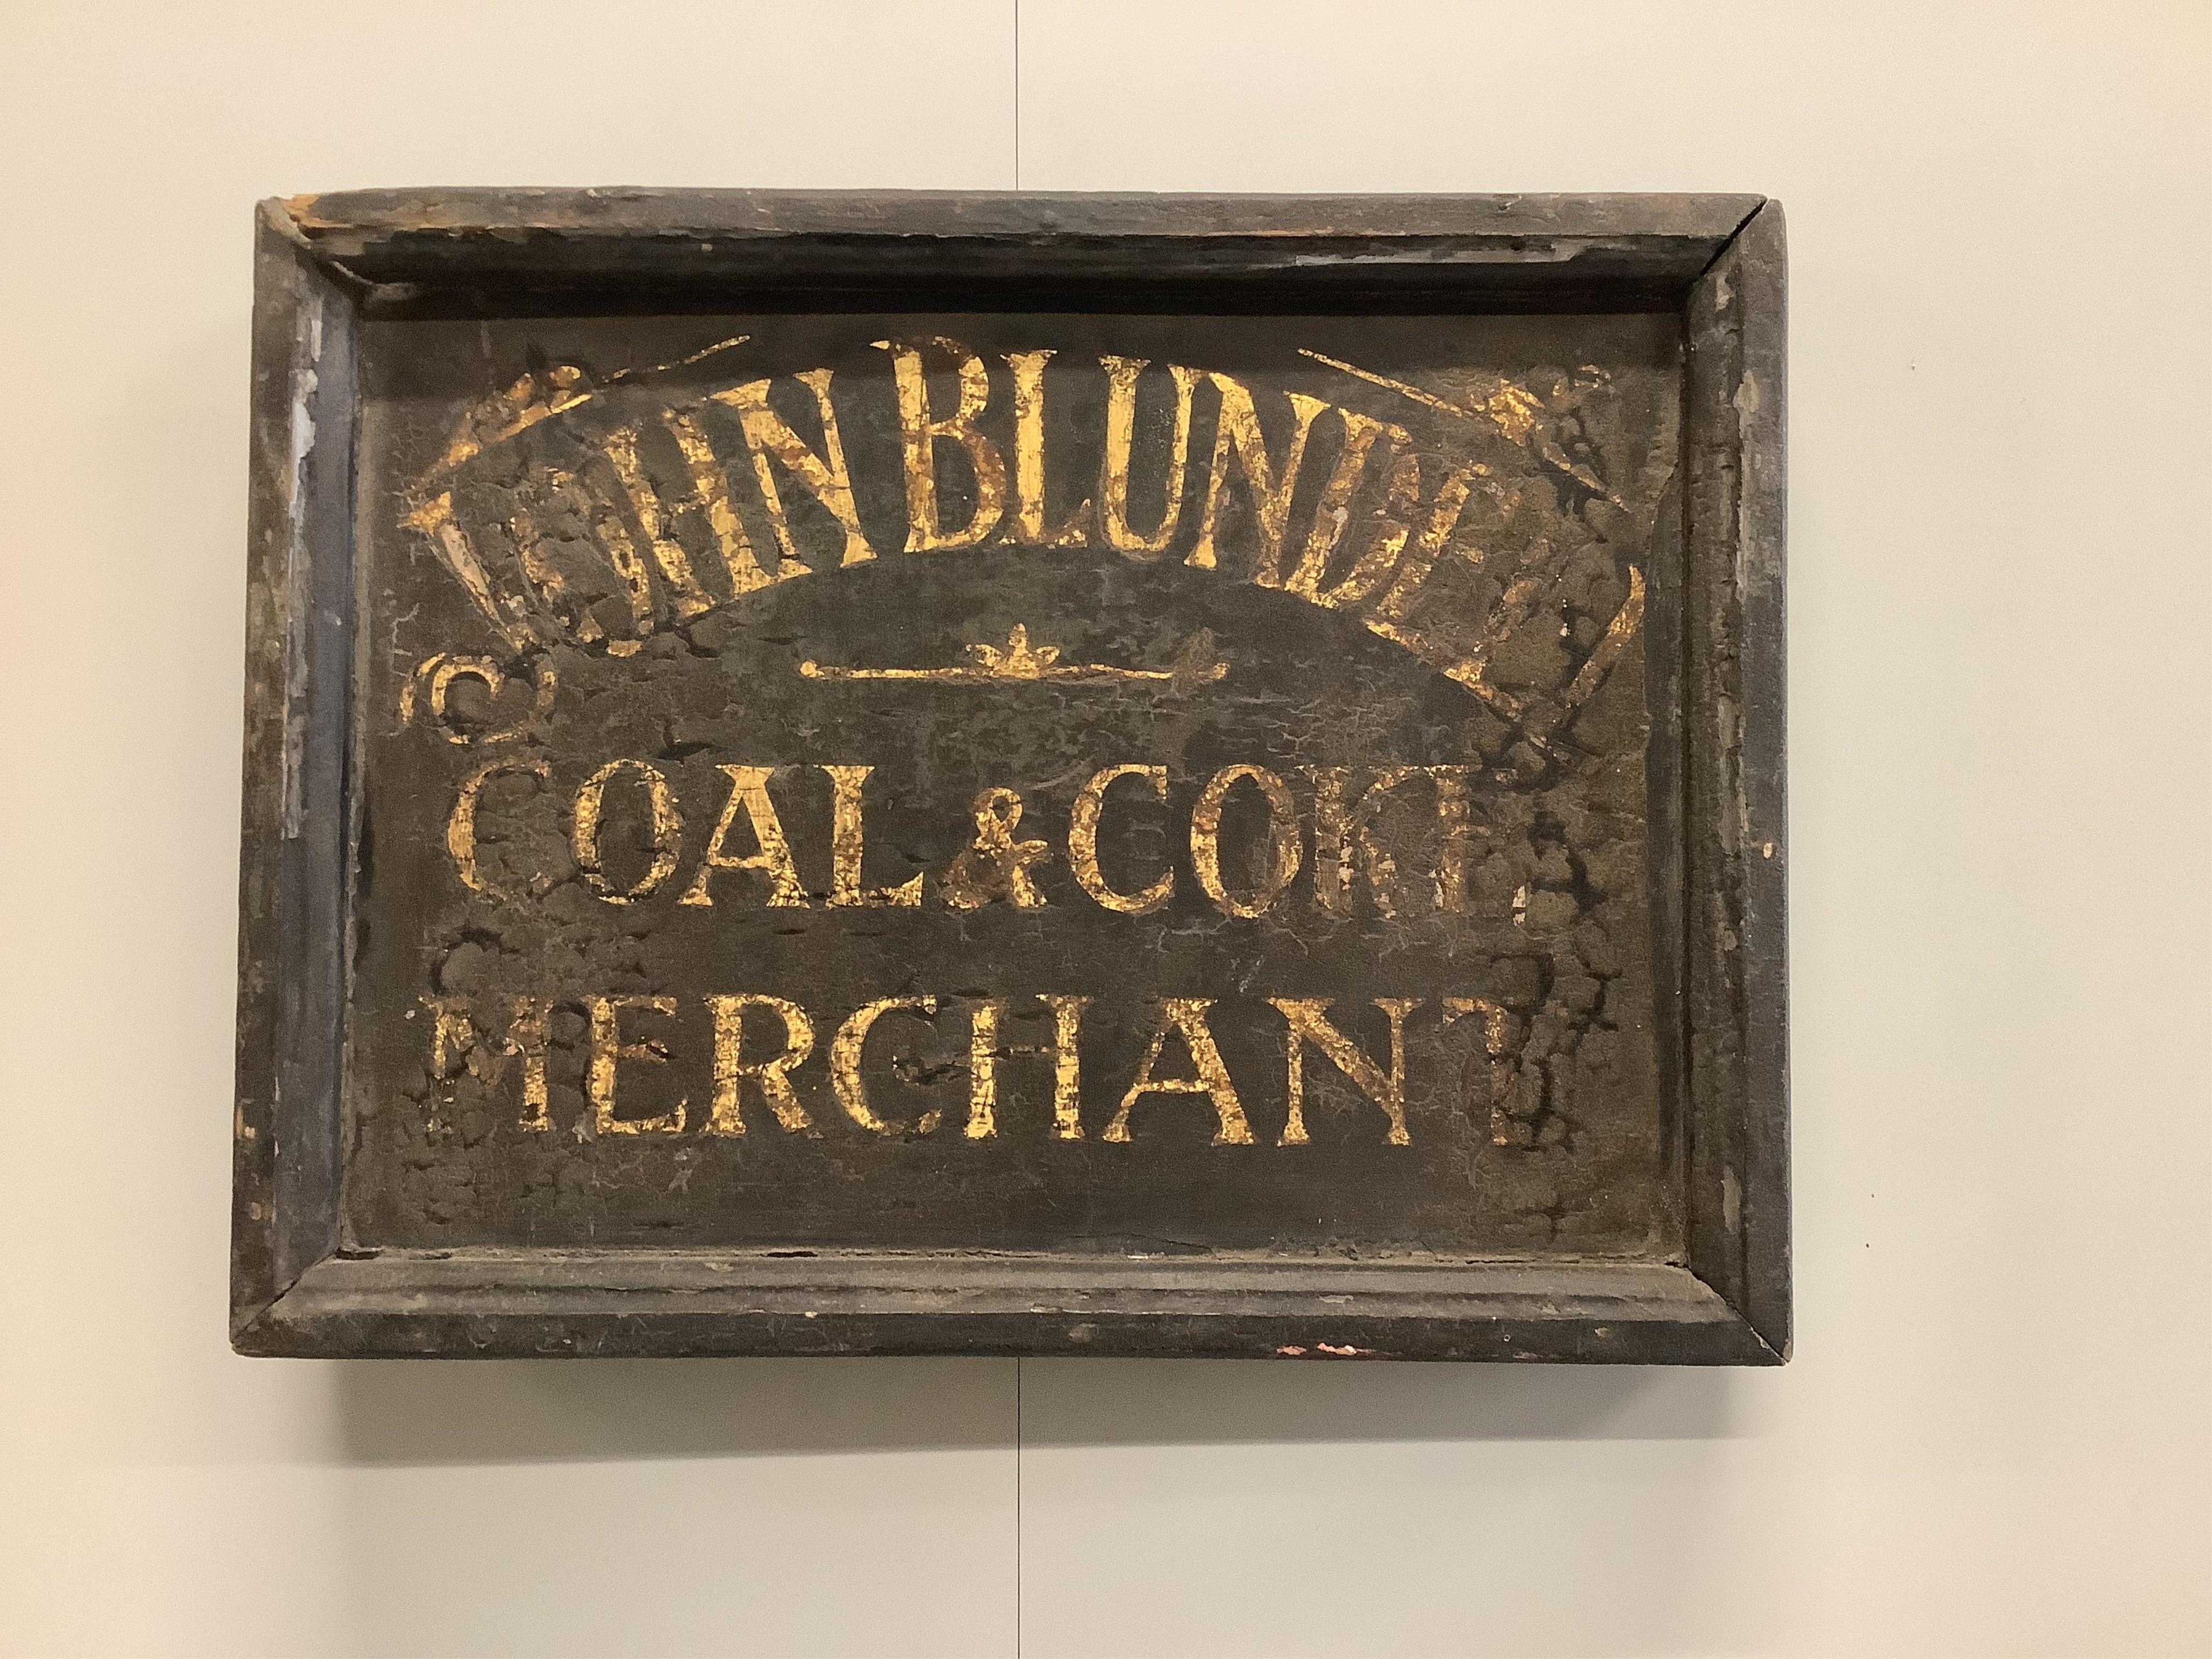 JOHN BLUNDELL
COAL & COKE
MERCHANT